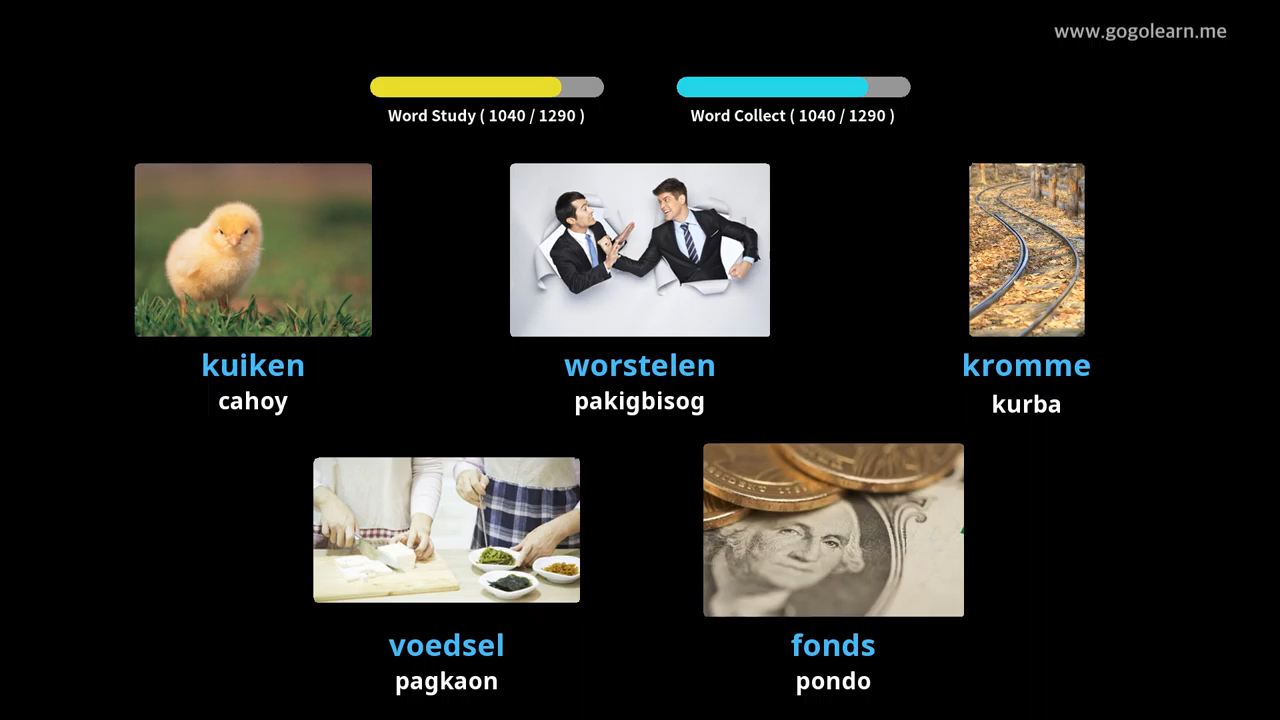 www.gogolearn.me
Word Study ( 1040 / 1290 )
Word Collect ( 1040 / 1290 )
kuiken
cahoy
worstelen
pakigbisog
kromme
kurba
voedsel
pagkaon
fonds
pondo